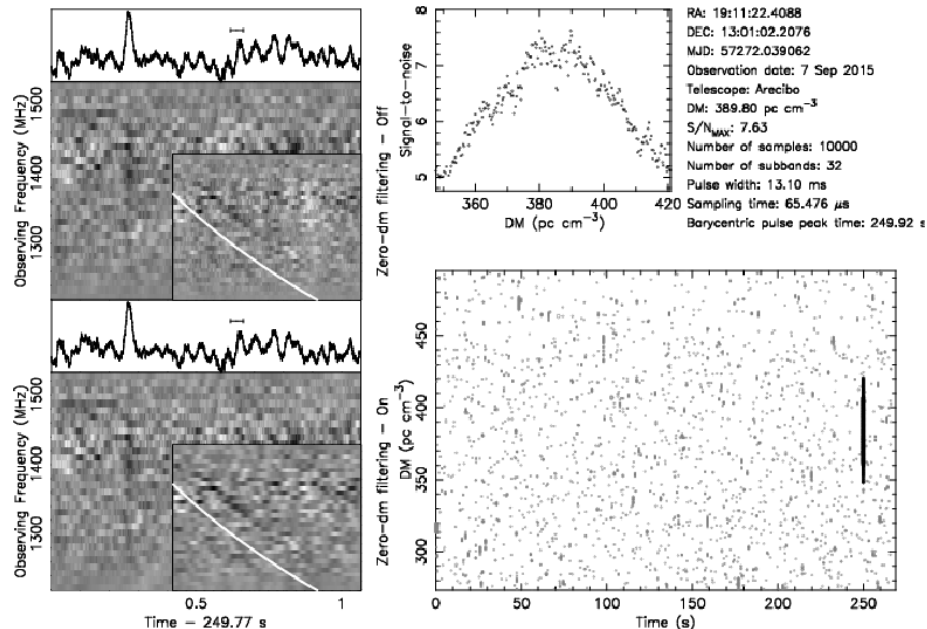 Observing Frequency (MHz)
1500
1400
1300
Zero-dm filtering - Off
Observing Frequency (MHz)
1500
1400
1300
Zero-dm filtering - On
0.5
1
Time - 249.77 s
Signal-to-noise
7
6
5
360
380
400
420
DM (pc cm-3)
RA: 19:11:22.4088
DEC: 13:01:02.2076
MJD: 57272.039062
Observation date: 7 Sep 2015
Telescope: Arecibo
DM: 389.80 pc cm-3
S/NMAX: 7.63
Number of samples: 10000
Number of subbands: 32
Pulse width: 13.10 ms
Sampling time: 65.476 μs
Barycentric pulse peak time: 249.92 s
DM (pc cm-3)
450
400
350
300
0
50
100
150
200
250
Time (s)